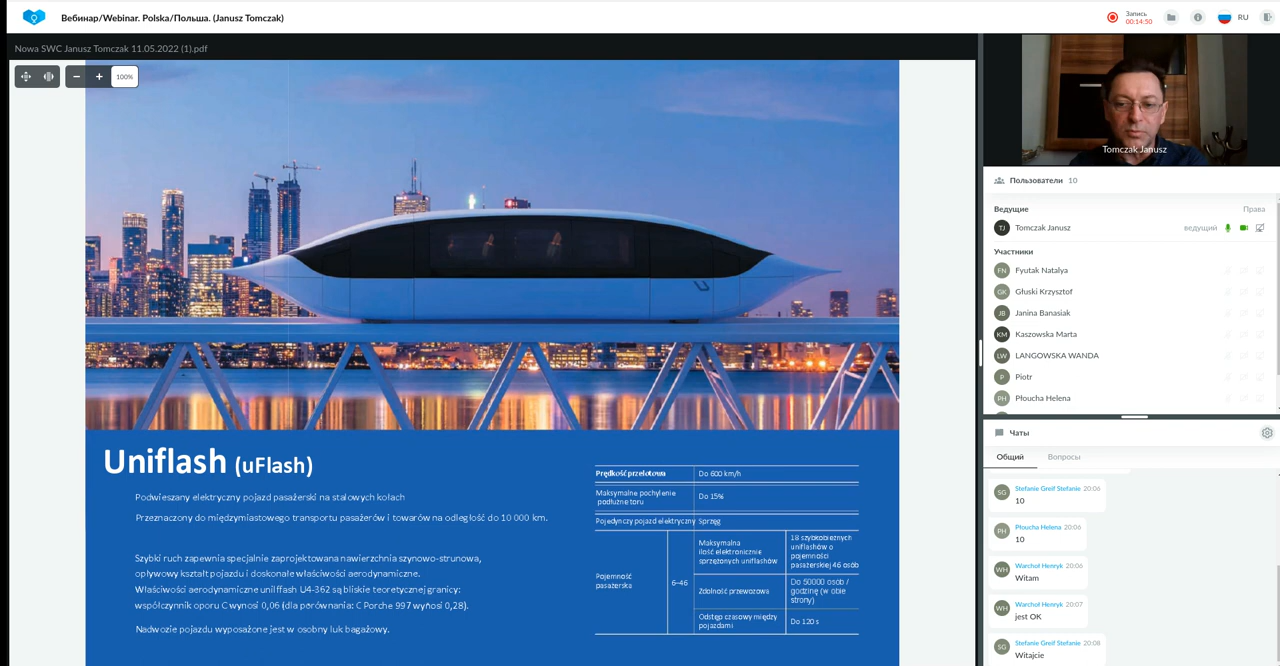 Вебинар/Webinar. Polska/Польша. (Janusz Tomczak)
Запись
00:14:50
RU
Nowa SWC Janusz Tomczak 11.05.2022 (1).pdf
100%
Tomczak Janusz
Пользователи 10
Ведущие Права
TJ Tomczak Janusz ведущий
Участники
FN Fyutak Natalya
GK Głuski Krzysztof
JB Janina Banasiak
KM Kaszowska Marta
LW LANGOWSKA WANDA
P Piotr
PH Płoucha Helena
Чаты
Общий Вопросы
SG Stefanie Greif Stefanie 20:06
10
PH Płoucha Helena 20:06
10
WH Warchoł Henryk 20:06
Witam
WH Warchoł Henryk 20:07
jest OK
SG Stefanie Greif Stefanie 20:08
Witajcie
Uniflash (uFlash)
Podwieszany elektryczny pojazd pasażerski na stalowych kołach
Przeznaczony do międzymiastowego transportu pasażerów i towarów na odległość do 10 000 km.
Szybki ruch zapewnia specjalnie zaprojektowana nawierzchnia szynowo-strunowa,
opływowy kształt pojazdu i doskonałe właściwości aerodynamiczne.
Właściwości aerodynamiczne unilfash U4-362 są bliskie teoretycznej granicy:
współczynnik oporu C wynosi 0,06 (dla porównania: C Porche 997 wynosi 0,28).
Nadwozie pojazdu wyposażone jest w osobny luk bagażowy.
Prędkość przelotowa Do 600 km/h
Maksymalne pochylenie
podłużne toru Do 15%
Pojedynczy pojazd elektryczny Sprzęg
Pojemność
pasażerska
6–46
Maksymalna
ilość elektronicznie
sprzężonych uniflashów
18 szybkobieżnych
uniflashów o
pojemności
pasażerskiej 46 osób
Zdolność przewozowa
Do 50000 osób /
godzinę (w obie
strony)
Odstęp czasowy między
pojazdami
Do 120 s